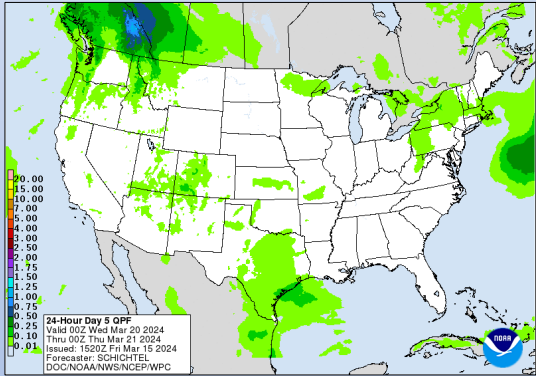 20.00
15.00
10.00
7.00
5.00
4.00
3.00
2.50
2.00
1.75
1.50
1.25
1.00
0.75
0.50
0.25
0.10
0.01
24-Hour Day 5 QPF
Valid 00Z Wed Mar 20 2024
Thru 00Z Thu Mar 21 2024
Issued: 1520Z Fri Mar 15 2024
Forecaster: SCHICHTEL
DOC/NOAA/NWS/NCEP/WPC
NOAA